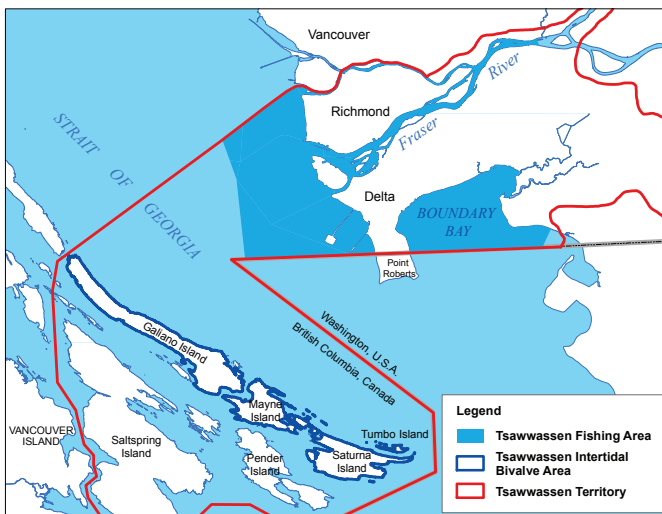 Vancouver
Richmond
Fraser River
Delta
STRAIT OF GEORGIA
BOUNDARY
BAY
Point
Roberts
Washington, U.S.A.
British Columbia, Canada
Galiano Island
Mayne
Island
Tumbo Island
VANCOUVER
ISLAND
Saltspring
Island
Pender
Island
Saturna
Island
Legend
Tsawwassen Fishing Area
Tsawwassen Intertidal
Bivalve Area
Tsawwassen Territory